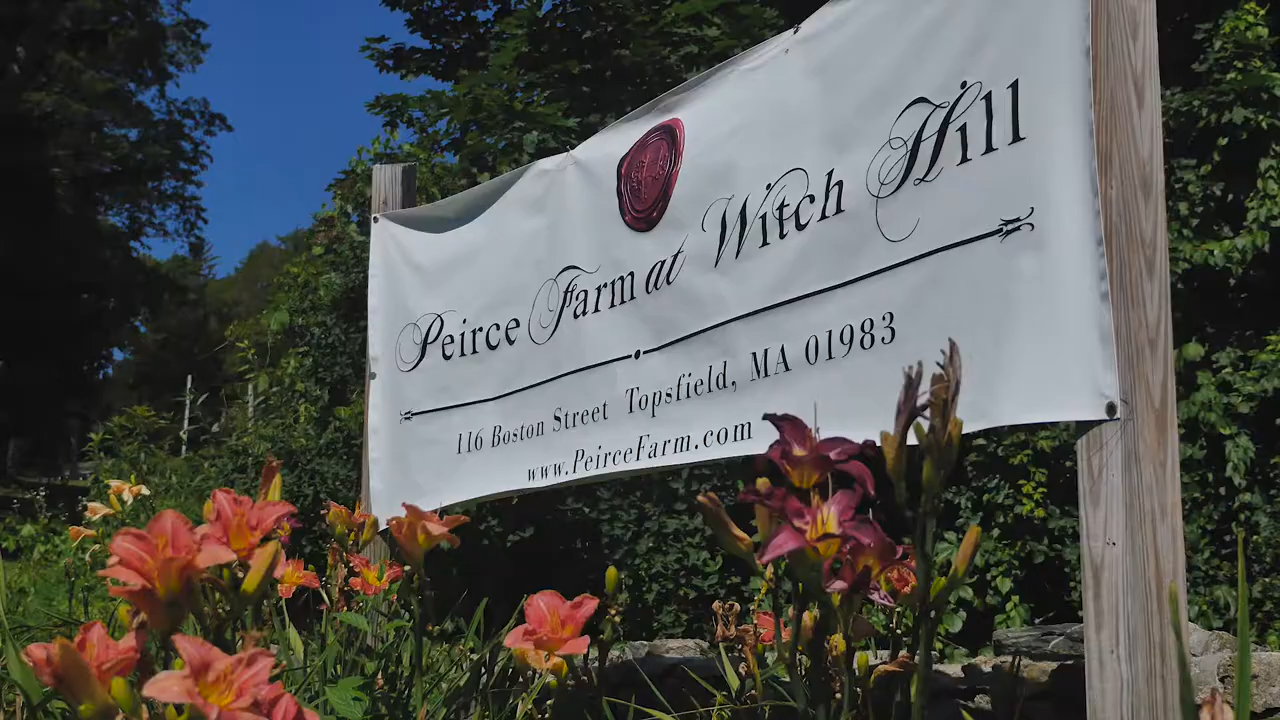 Peirce Farm at Witch Hill
116 Boston Street Topsfield, MA 01983
www.PeirceFarm.com